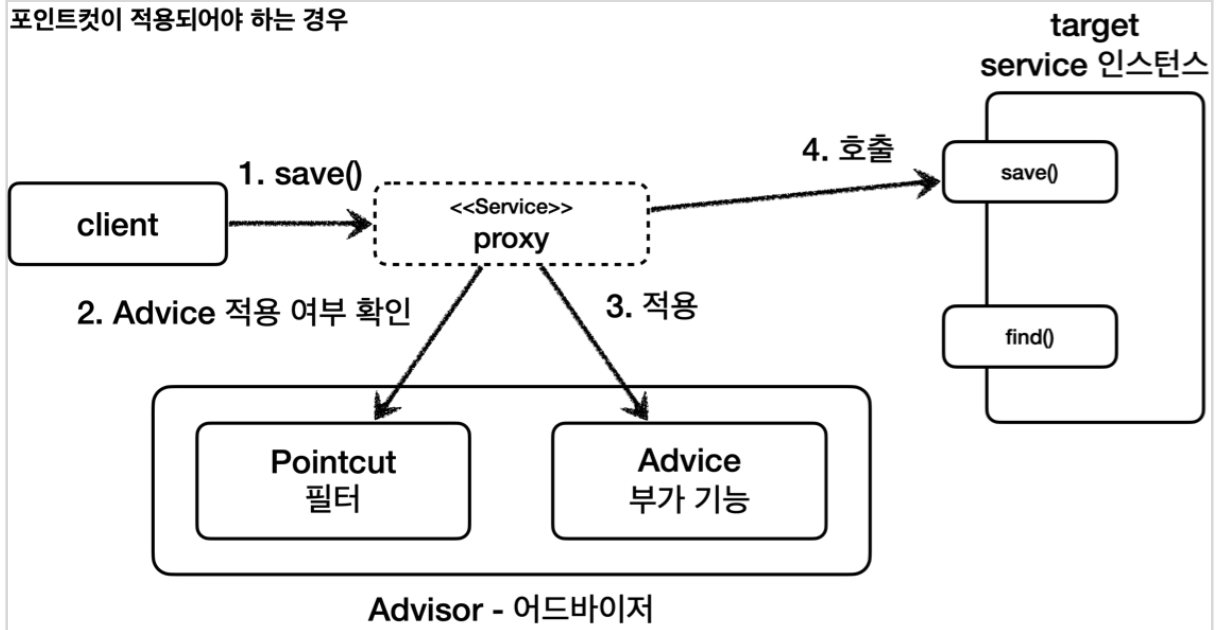 포인트컷이 적용되어야 하는 경우
target
service 인스턴스
4. 호출
save()
1. save()
client
<<Service>>
proxy
2. Advice 적용 여부 확인
3. 적용
find()
Pointcut
필터
Advice
부가 기능
Advisor - 어드바이저